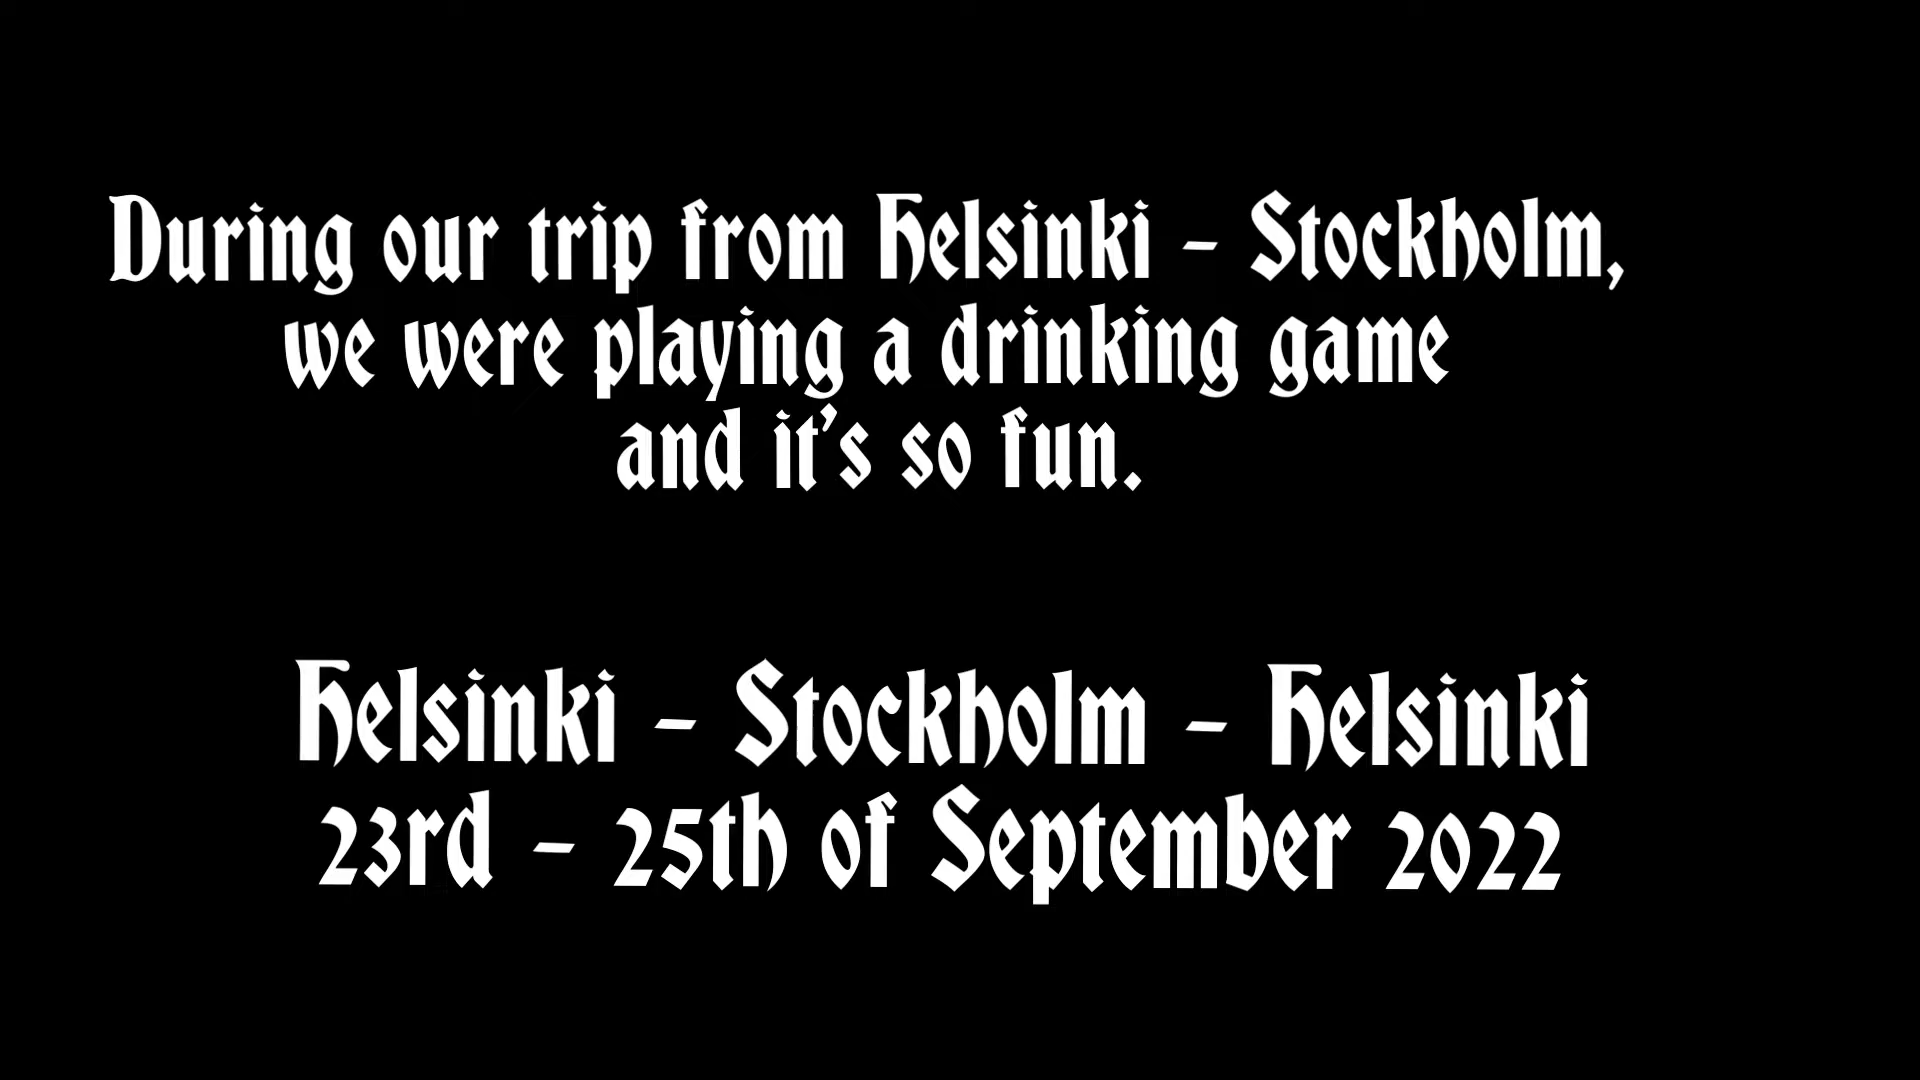 During our trip from Helsinki - Stockholm,
we were playing a drinking game
and it's so fun.
Helsinki - Stockholm - Helsinki
23rd - 25th of September 2022